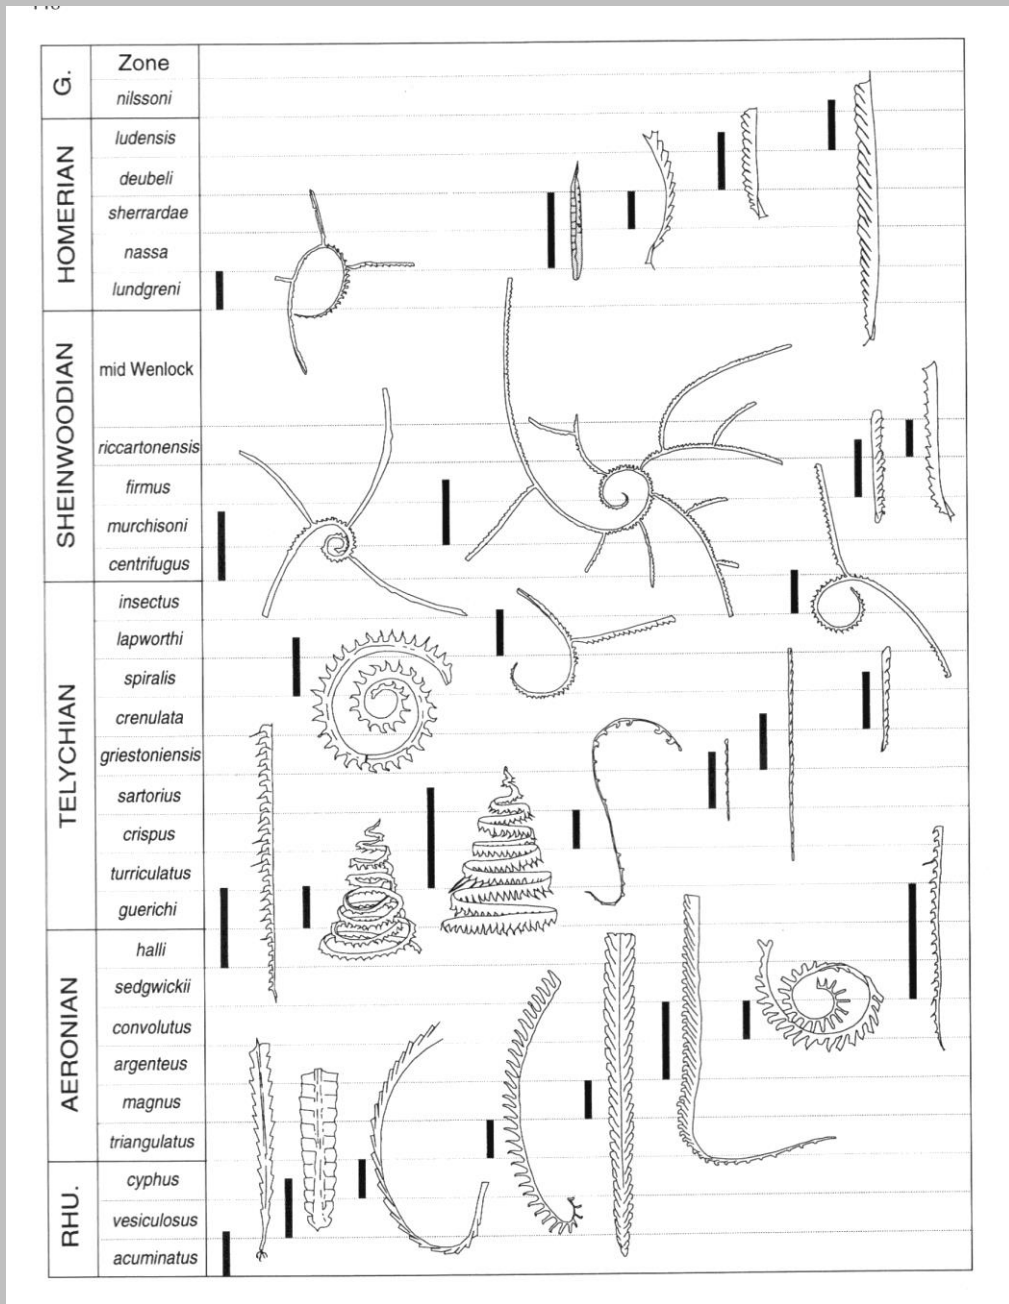 Zone
G.
nilssoni
HOMERIAN
ludensis
deubeli
sherrardae
nassa
lundgreni
SHEINWOODIAN
mid Wenlock
riccartonensis
firmus
murchisoni
centrifugus
TELYCHIAN
insectus
lapworthi
spiralis
crenulata
griestoniensis
sartorius
crispus
turriculatus
guerichi
AERONIAN
halli
sedgwickii
convolutus
argenteus
magnus
triangulatus
RHU.
cyphus
vesiculosus
acuminatus